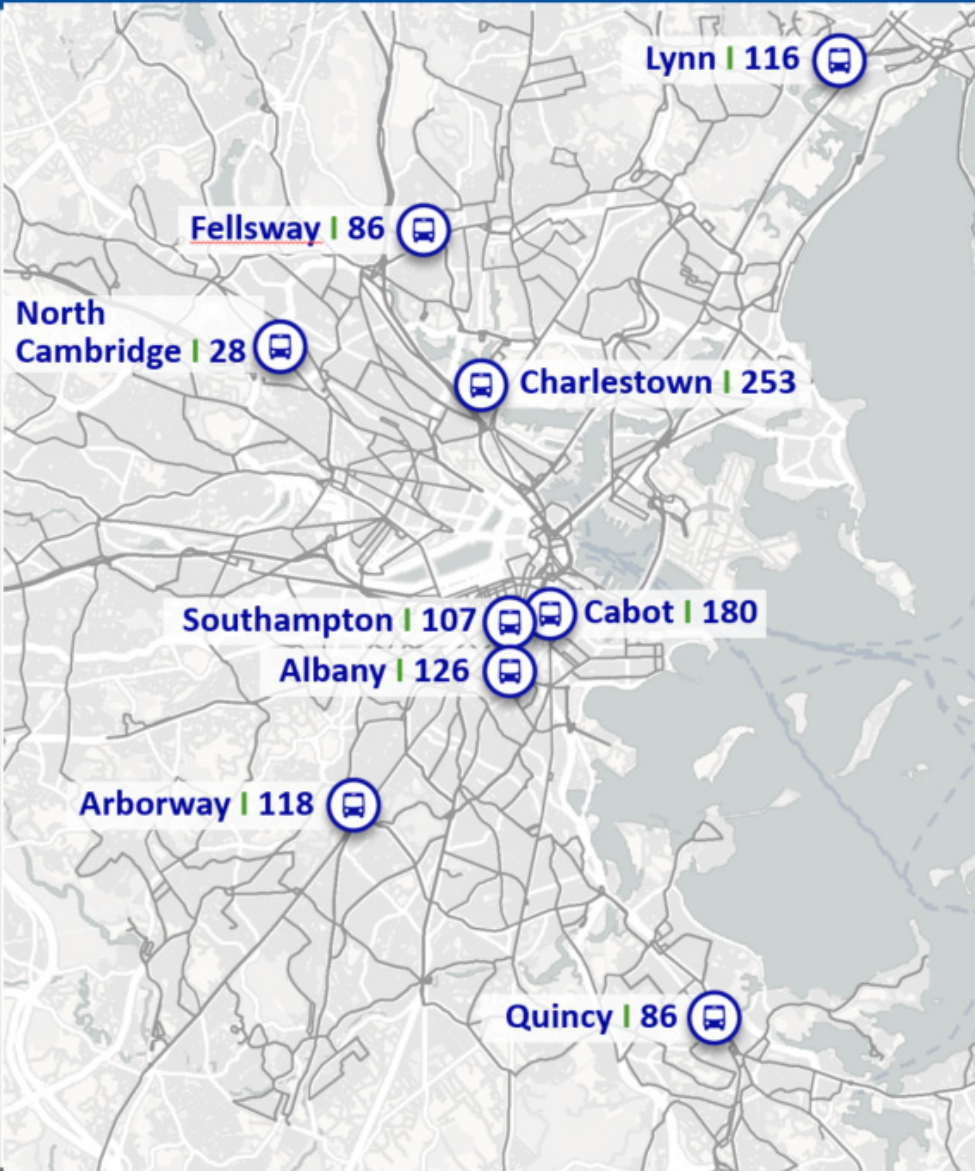 Lynn | 116
Fellsway | 86
North
Cambridge | 28
Charlestown | 253
Southampton | 107
Cabot | 180
Albany | 126
Arborway | 118
Quincy | 86